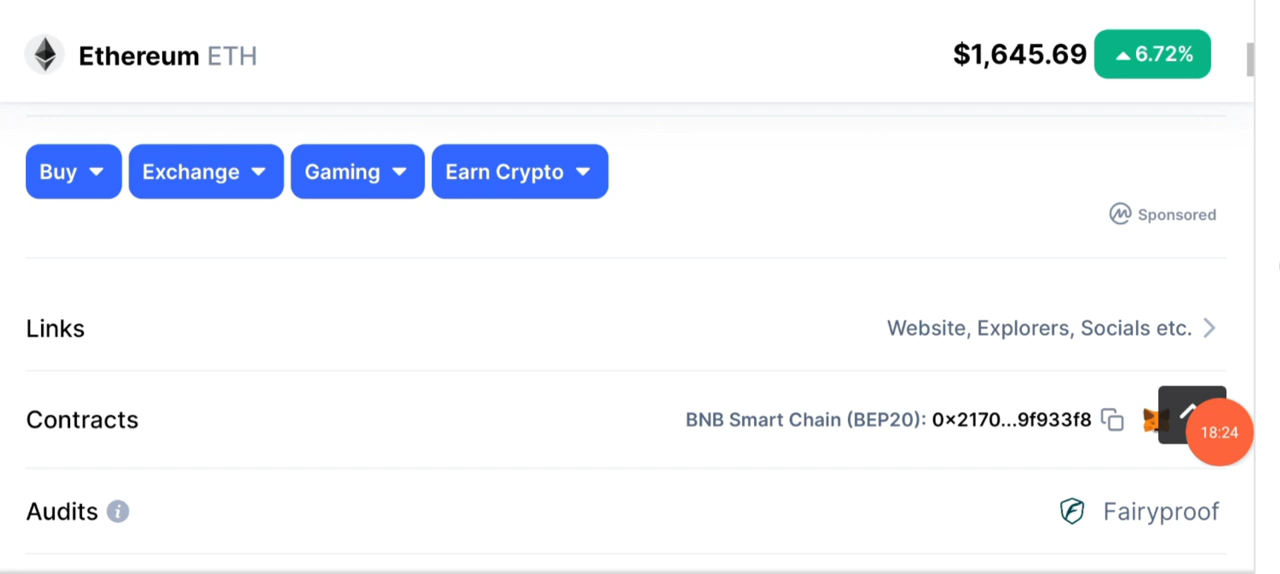 Ethereum ETH
$1,645.69 6.72%
Buy Exchange Gaming Earn Crypto
Sponsored
Links Website, Explorers, Socials etc.
Contracts BNB Smart Chain (BEP20): 0x2170...9f933f8
18:24
Audits Fairyproof